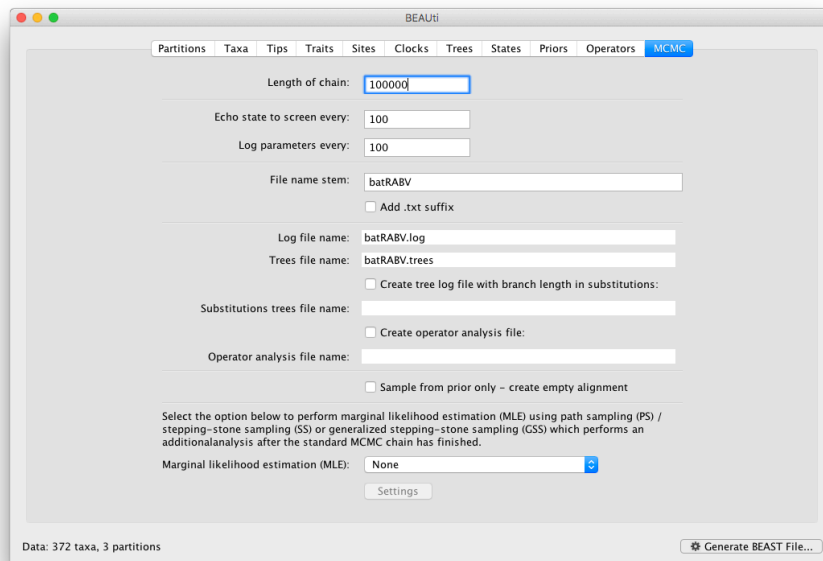 BEAUti
Partitions Taxa Tips Traits Sites Clocks Trees States Priors Operators MCMC
Length of chain: 100000
Echo state to screen every: 100
Log parameters every: 100
File name stem: batRABV
Add .txt suffix
Log file name: batRABV.log
Trees file name: batRABV.trees
Create tree log file with branch length in substitutions:
Substitutions trees file name:
Create operator analysis file:
Operator analysis file name:
Sample from prior only – create empty alignment
Select the option below to perform marginal likelihood estimation (MLE) using path sampling (PS) /
stepping-stone sampling (SS) or generalized stepping-stone sampling (GSS) which performs an
additionalanalysis after the standard MCMC chain has finished.
Marginal likelihood estimation (MLE): None
Settings
Data: 372 taxa, 3 partitions Generate BEAST File...